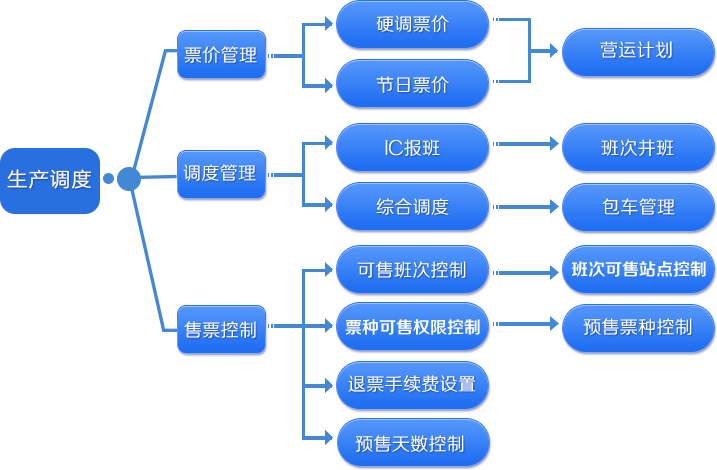 生产调度
票价管理
硬调票价
节日票价
营运计划
调度管理
IC报班
班次并班
综合调度
包车管理
售票控制
可售班次控制
班次可售站点控制
票种可售权限控制
预售票种控制
退票手续费设置
预售天数控制